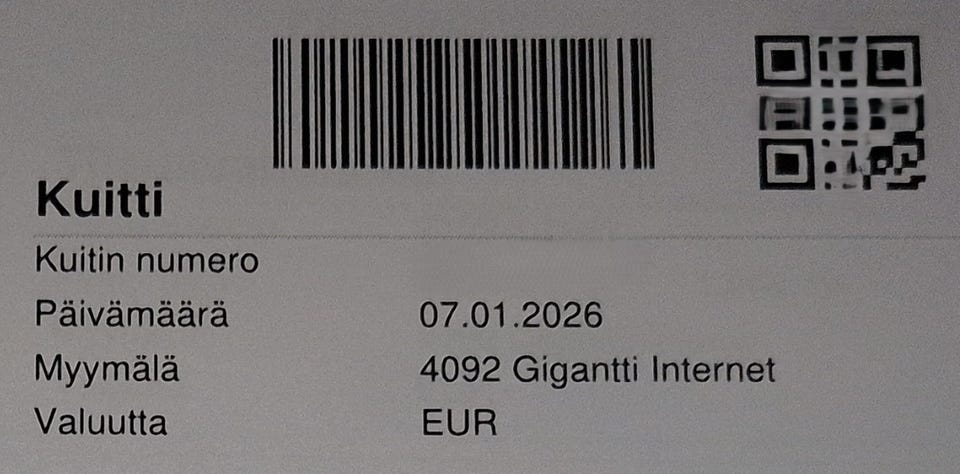 Kuitti
Kuitin numero
Päivämäärä 07.01.2026
Myymälä 4092 Gigantti Internet
Valuutta EUR